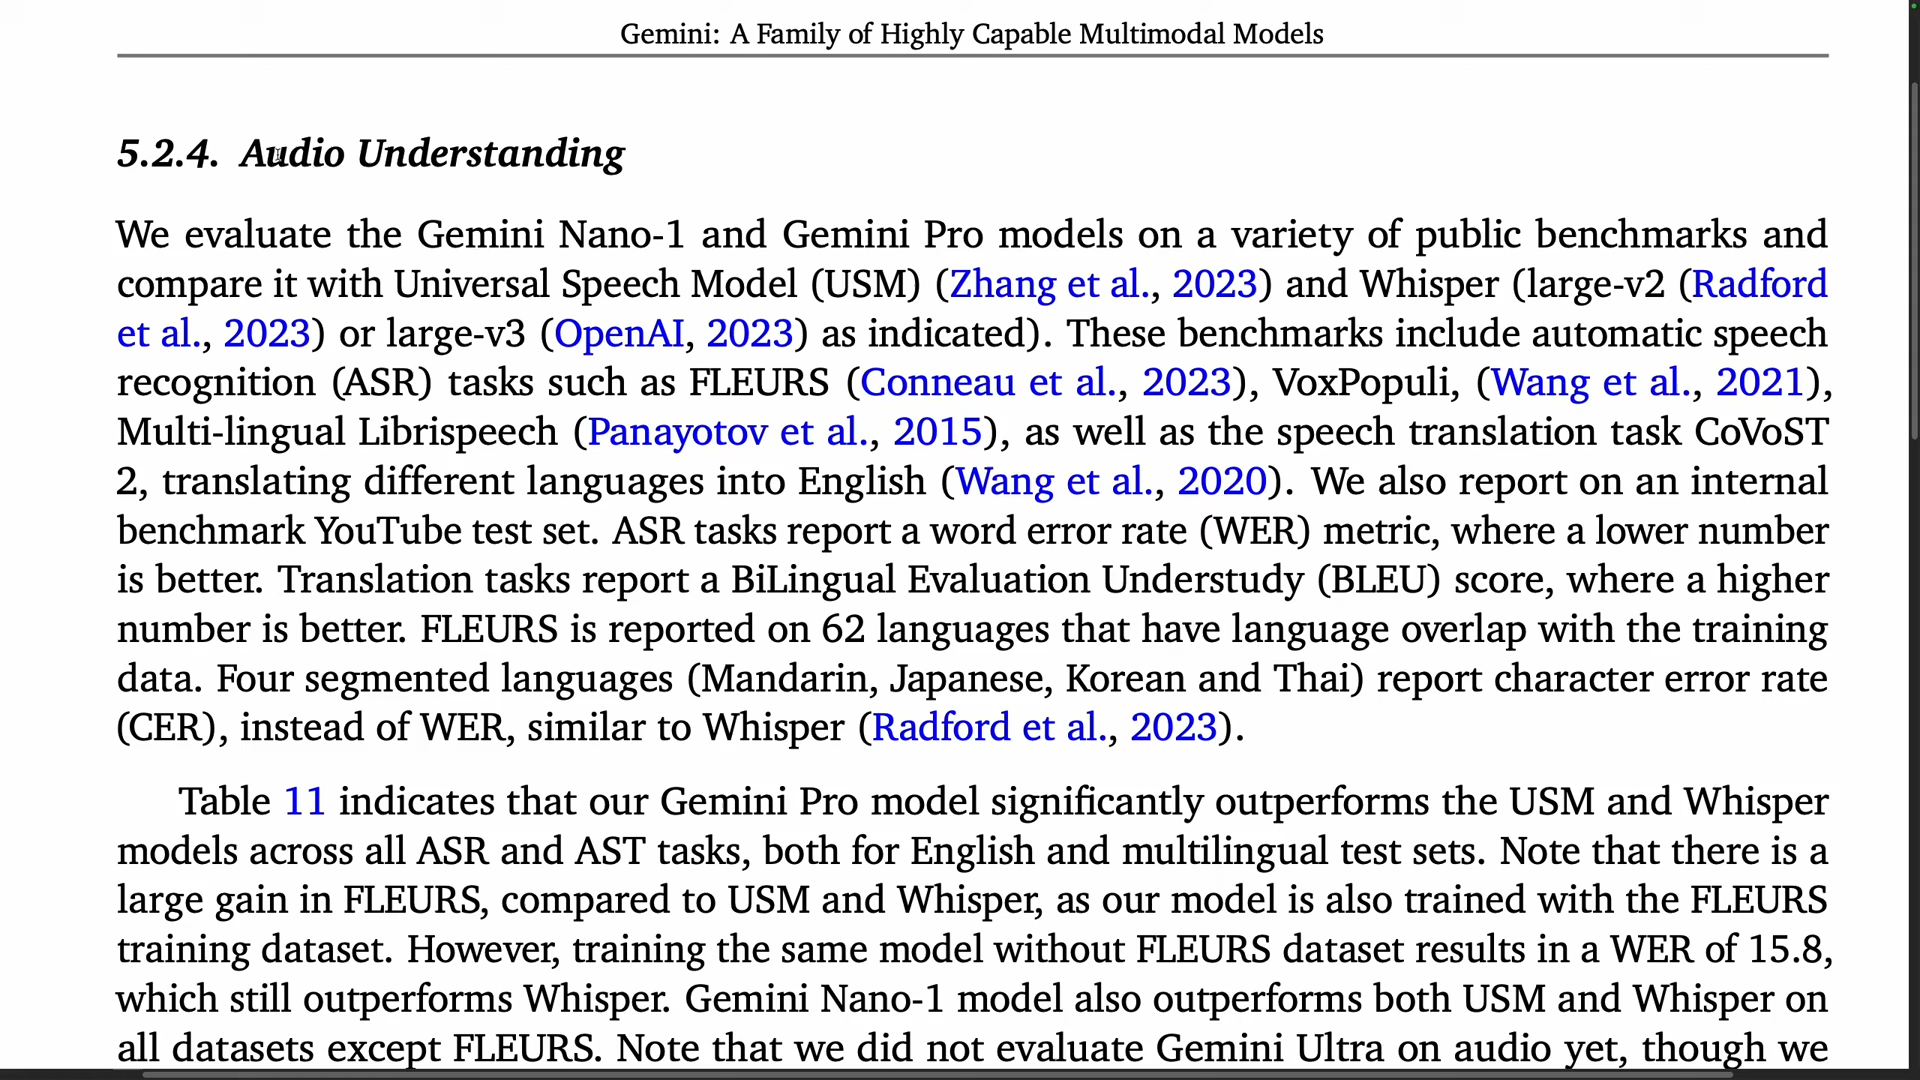 Gemini: A Family of Highly Capable Multimodal Models
5.2.4. Audio Understanding
We evaluate the Gemini Nano-1 and Gemini Pro models on a variety of public benchmarks and
compare it with Universal Speech Model (USM) (Zhang et al., 2023) and Whisper (large-v2 (Radford
et al., 2023) or large-v3 (OpenAI, 2023) as indicated). These benchmarks include automatic speech
recognition (ASR) tasks such as FLEURS (Conneau et al., 2023), VoxPopuli, (Wang et al., 2021),
Multi-lingual Librispeech (Panayotov et al., 2015), as well as the speech translation task CoVoST
2, translating different languages into English (Wang et al., 2020). We also report on an internal
benchmark YouTube test set. ASR tasks report a word error rate (WER) metric, where a lower number
is better. Translation tasks report a BiLingual Evaluation Understudy (BLEU) score, where a higher
number is better. FLEURS is reported on 62 languages that have language overlap with the training
data. Four segmented languages (Mandarin, Japanese, Korean and Thai) report character error rate
(CER), instead of WER, similar to Whisper (Radford et al., 2023).
Table 11 indicates that our Gemini Pro model significantly outperforms the USM and Whisper
models across all ASR and AST tasks, both for English and multilingual test sets. Note that there is a
large gain in FLEURS, compared to USM and Whisper, as our model is also trained with the FLEURS
training dataset. However, training the same model without FLEURS dataset results in a WER of 15.8,
which still outperforms Whisper. Gemini Nano-1 model also outperforms both USM and Whisper on
all datasets except FLEURS. Note that we did not evaluate Gemini Ultra on audio yet, though we